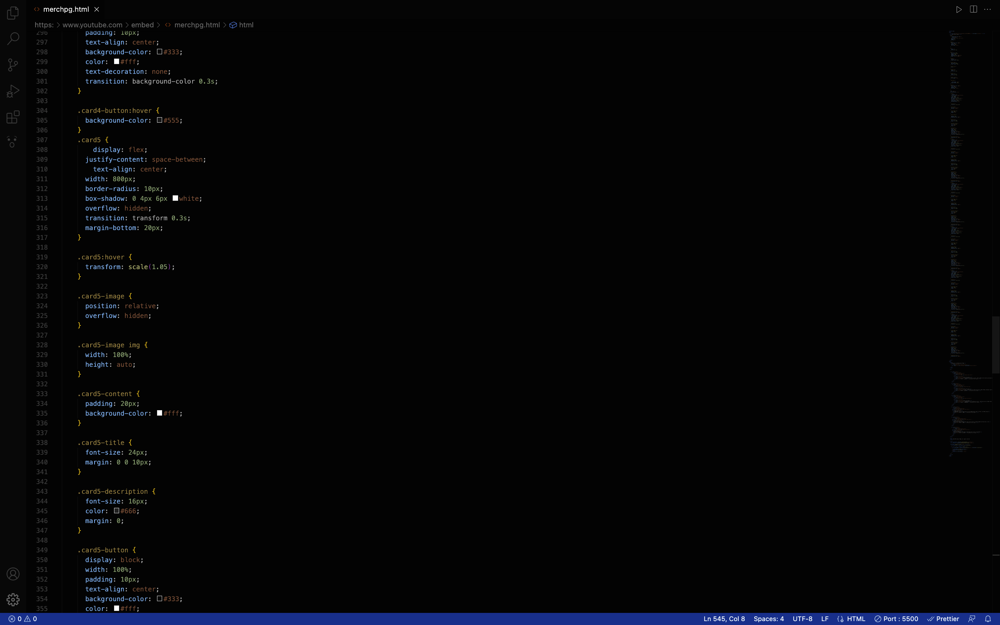 merchpg.html
https: > www.youtube.com > embed > <> merchpg.html > html
296 padding: 10px;
297 text-align: center;
298 background-color: #333;
299 color: #fff;
300 text-decoration: none;
301 transition: background-color 0.3s;
302 }
303
304 .card4-button:hover {
305 background-color: #555;
306 }
307 .card5 {
308 display: flex;
309 justify-content: space-between;
310 text-align: center;
311 width: 800px;
312 border-radius: 10px;
313 box-shadow: 0 4px 6px white;
314 overflow: hidden;
315 transition: transform 0.3s;
316 margin-bottom: 20px;
317 }
318
319 .card5:hover {
320 transform: scale(1.05);
321 }
322
323 .card5-image {
324 position: relative;
325 overflow: hidden;
326 }
327
328 .card5-image img {
329 width: 100%;
330 height: auto;
331 }
332
333 .card5-content {
334 padding: 20px;
335 background-color: #fff;
336 }
337
338 .card5-title {
339 font-size: 24px;
340 margin: 0 0 10px;
341 }
342
343 .card5-description {
344 font-size: 16px;
345 color: #666;
346 margin: 0;
347 }
348
349 .card5-button {
350 display: block;
351 width: 100%;
352 padding: 10px;
353 text-align: center;
354 background-color: #333;
355 color: #fff;
0 0 Ln 545, Col 8 Spaces: 4 UTF-8 LF HTML Port : 5500 Prettier